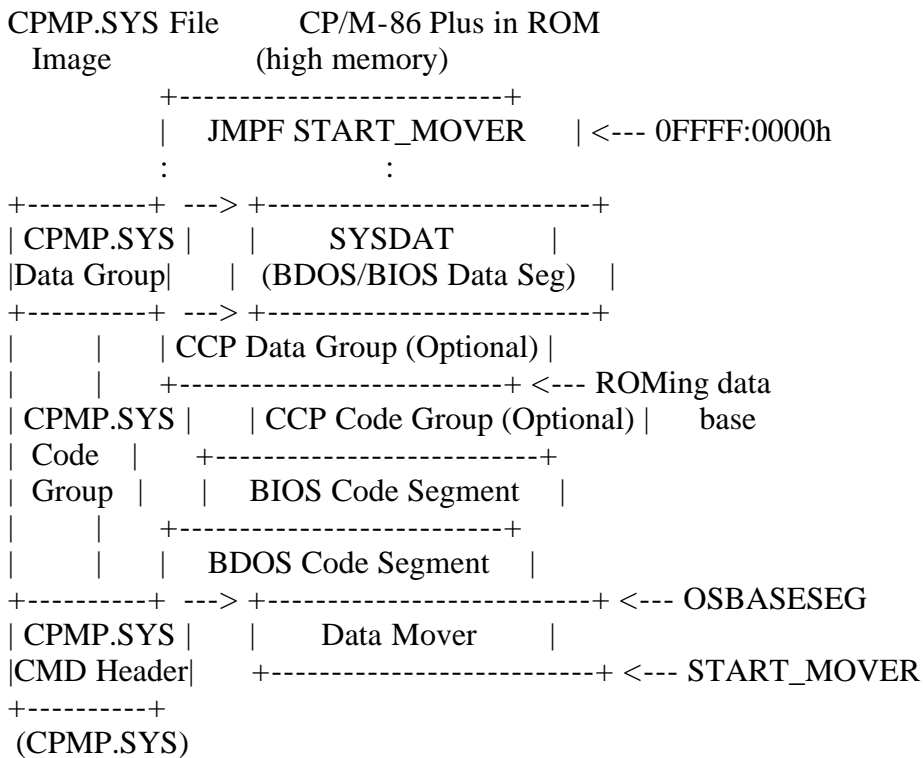 CPMP.SYS File CP/M-86 Plus in ROM
Image (high memory)
+---------------------------+
| JMPF START_MOVER | <--- 0FFFF:0000h
: :
+----------+ ---> +---------------------------+
| CPMP.SYS | | SYSDAT |
|Data Group| | (BDOS/BIOS Data Seg) |
+----------+ ---> +---------------------------+
| | | CCP Data Group (Optional) |
| | +---------------------------+ <--- ROMing data
| CPMP.SYS | | CCP Code Group (Optional) | base
| Code | +---------------------------+
| Group | | BIOS Code Segment |
| | +---------------------------+
| | | BDOS Code Segment |
+----------+ ---> +---------------------------+ <--- OSBASESEG
| CPMP.SYS | | Data Mover |
|CMD Header| +---------------------------+ <--- START_MOVER
+----------+
(CPMP.SYS)